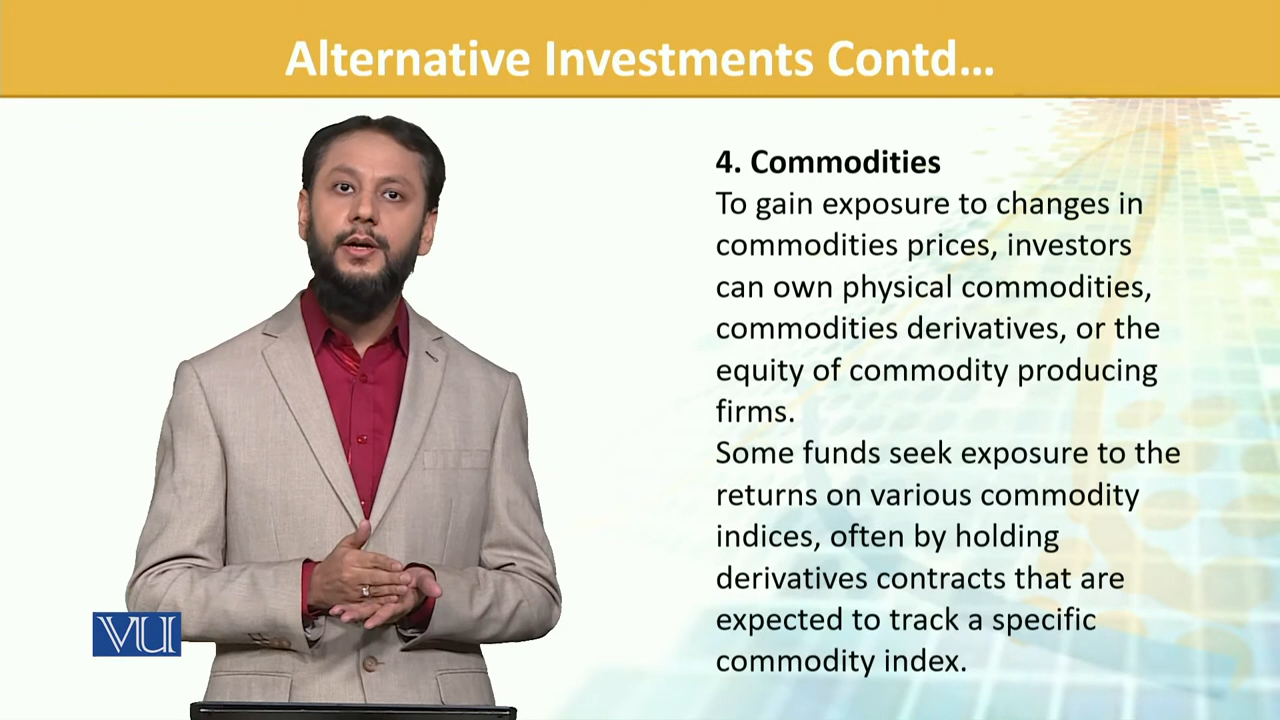 Alternative Investments Contd...
4. Commodities
To gain exposure to changes in
commodities prices, investors
can own physical commodities,
commodities derivatives, or the
equity of commodity producing
firms.
Some funds seek exposure to the
returns on various commodity
indices, often by holding
derivatives contracts that are
expected to track a specific
commodity index.
VU